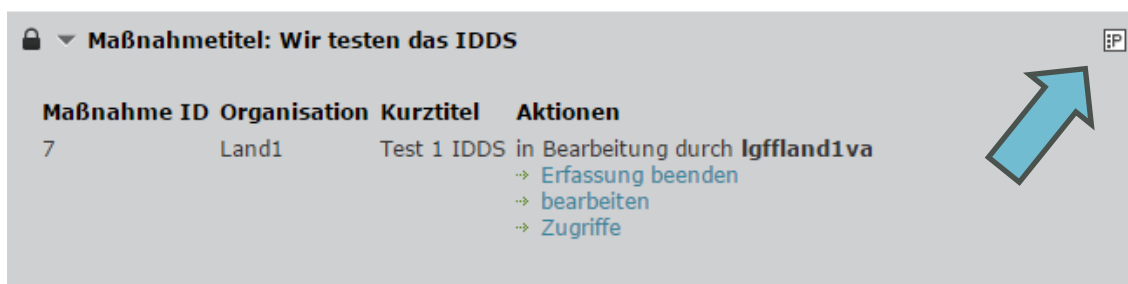 Maßnahmetitel: Wir testen das IDDS
Maßnahme ID Organisation Kurztitel Aktionen
7 Land1 Test 1 IDDS in Bearbeitung durch lgffland1va
Erfassung beenden
bearbeiten
Zugriffe